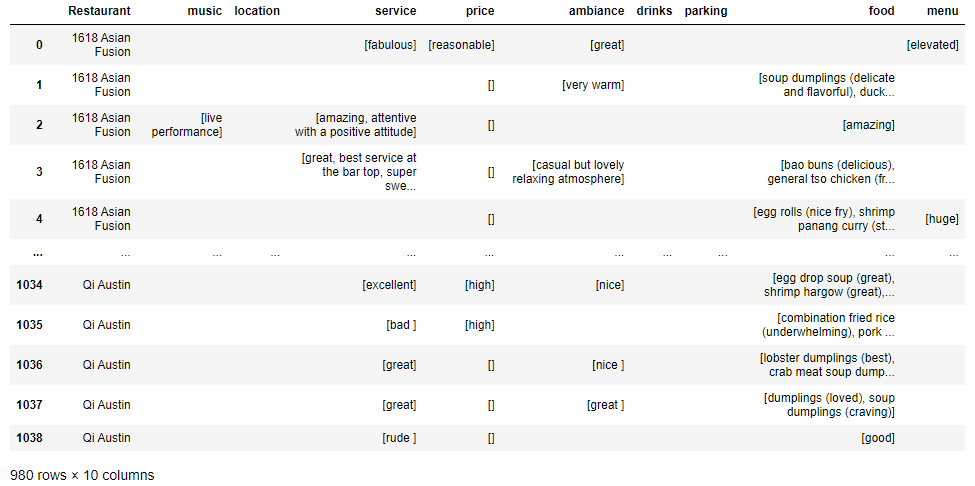 Restaurant music location service price ambiance drinks parking food menu
0 1618 Asian Fusion [fabulous] [reasonable] [great] [elevated]
1 1618 Asian Fusion [] [very warm] [soup dumplings (delicate and flavorful), duck...
2 1618 Asian Fusion [live performance] [amazing, attentive with a positive attitude] [] [amazing]
3 1618 Asian Fusion [great, best service at the bar top, super swe... [] [casual but lovely relaxing atmosphere] [bao buns (delicious), general tso chicken (fr...
4 1618 Asian Fusion [] [egg rolls (nice fry), shrimp panang curry (st... [huge]
... ... ... ... ... ... ... ... ... ... ...
1034 Qi Austin [excellent] [high] [nice] [egg drop soup (great), shrimp hargow (great),...
1035 Qi Austin [bad ] [high] [combination fried rice (underwhelming), pork ...
1036 Qi Austin [great] [] [nice ] [lobster dumplings (best), crab meat soup dump...
1037 Qi Austin [great] [] [great ] [dumplings (loved), soup dumplings (craving)]
1038 Qi Austin [rude ] [] [good]
980 rows × 10 columns